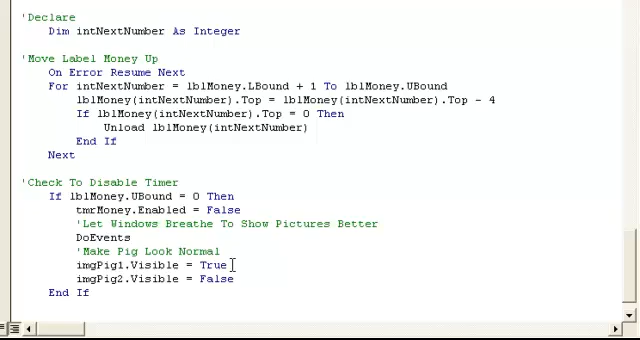 'Declare
Dim intNextNumber As Integer
'Move Label Money Up
On Error Resume Next
For intNextNumber = lblMoney.LBound + 1 To lblMoney.UBound
lblMoney(intNextNumber).Top = lblMoney(intNextNumber).Top - 4
If lblMoney(intNextNumber).Top = 0 Then
Unload lblMoney(intNextNumber)
End If
Next
'Check To Disable Timer
If lblMoney.UBound = 0 Then
tmrMoney.Enabled = False
'Let Windows Breathe To Show Pictures Better
DoEvents
'Make Pig Look Normal
imgPig1.Visible = True
imgPig2.Visible = False
End If